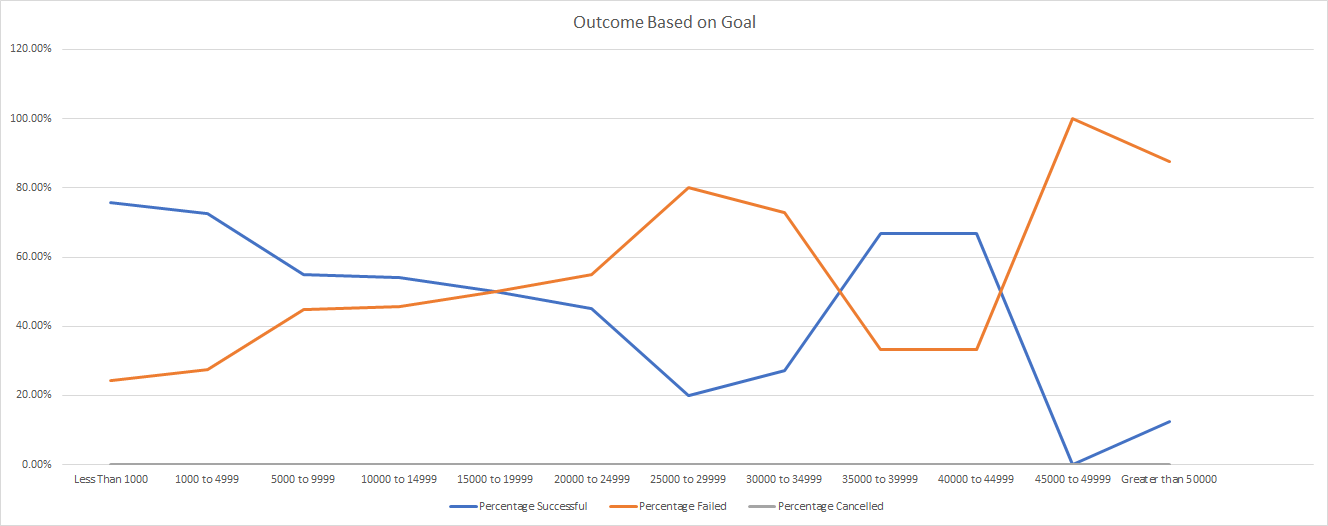 Outcome Based on Goal
120.00%
100.00%
80.00%
60.00%
40.00%
20.00%
0.00%
Less Than 1000 1000 to 4999 5000 to 9999 10000 to 14999 15000 to 19999 20000 to 24999 25000 to 29999 30000 to 34999 35000 to 39999 40000 to 44999 45000 to 49999 Greater than 50000
Percentage Successful Percentage Failed Percentage Cancelled